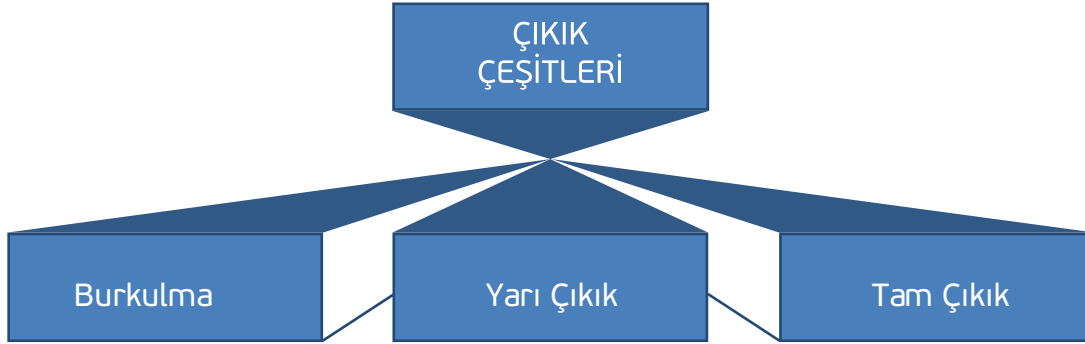 ÇIKIK
ÇEŞİTLERİ
Burkulma
Yarı Çıkık
Tam Çıkık